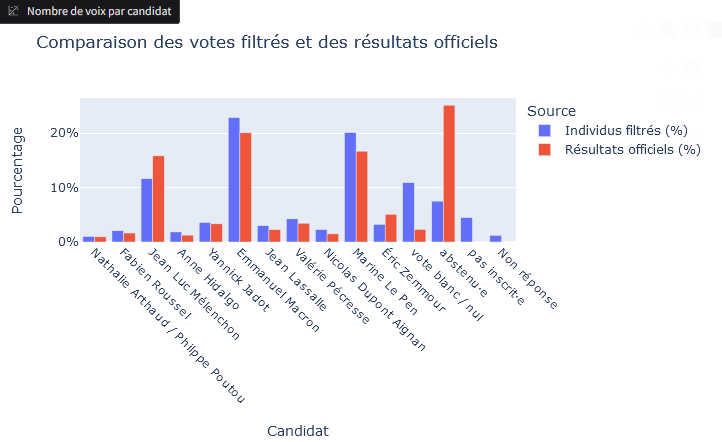 Nombre de voix par candidat
Comparaison des votes filtrés et des résultats officiels
Source
Individus filtrés (%)
Résultats officiels (%)
Pourcentage
20%
10%
0%
Nathalie Arthaud / Philppe Poutou
Fabien Roussel
Jean Luc Mélenchon
Anne Hidalgo
Yannick Jadot
Emmanuel Macron
Jean Lassalle
Valérie Pécresse
Nicolas Dupont Aignan
Marine Le Pen
Éric Zemmour
vote blanc / nul
abstenu·e
pas inscrit·e
Non réponse
Candidat